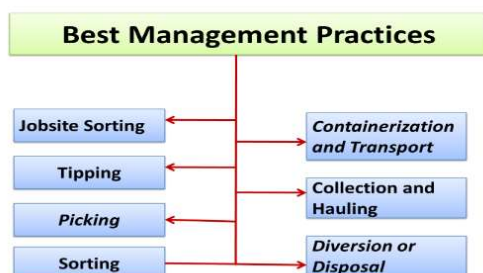 Best Management Practices
Jobsite Sorting
Tipping
Picking
Sorting
Containerization
and Transport
Collection and
Hauling
Diversion or
Disposal